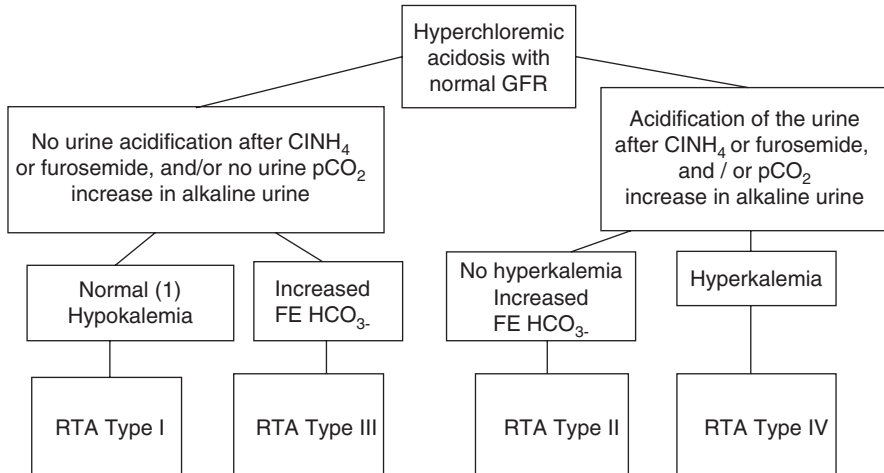 Hyperchloremic
acidosis with
normal GFR
No urine acidification after ClNH₄
or furosemide, and/or no urine pCO₂
increase in alkaline urine
Acidification of the urine
after ClNH₄ or furosemide,
and / or pCO₂
increase in alkaline urine
Normal (1)
Hypokalemia
Increased
FE HCO₃₋
No hyperkalemia
Increased
FE HCO₃₋
Hyperkalemia
RTA Type I
RTA Type III
RTA Type II
RTA Type IV